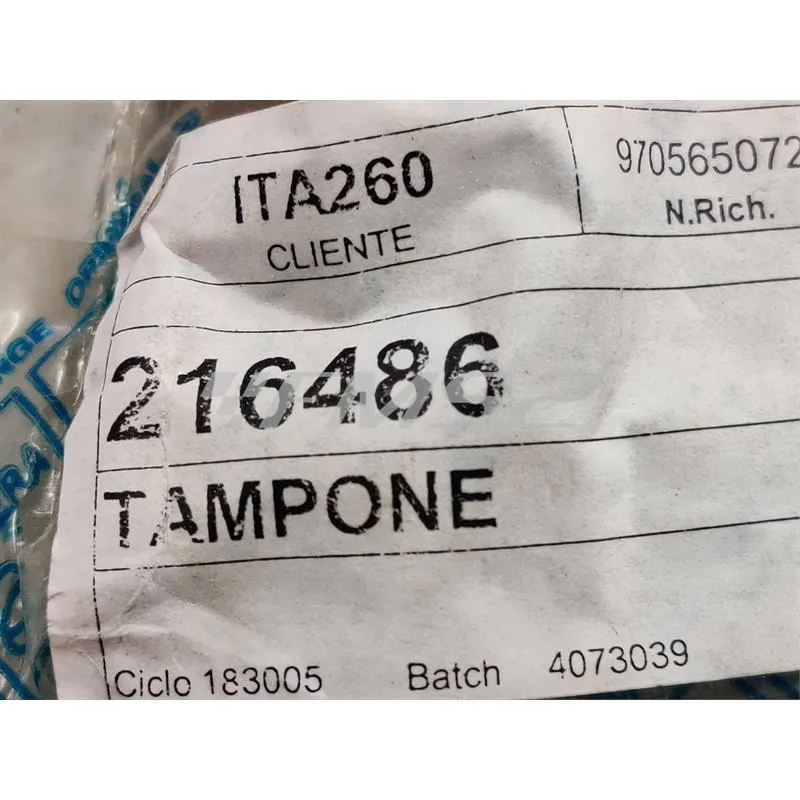 ITA260
CLIENTE
970565072
N.Rich.
216486
TAMPONE
Ciclo 183005
Batch 4073039